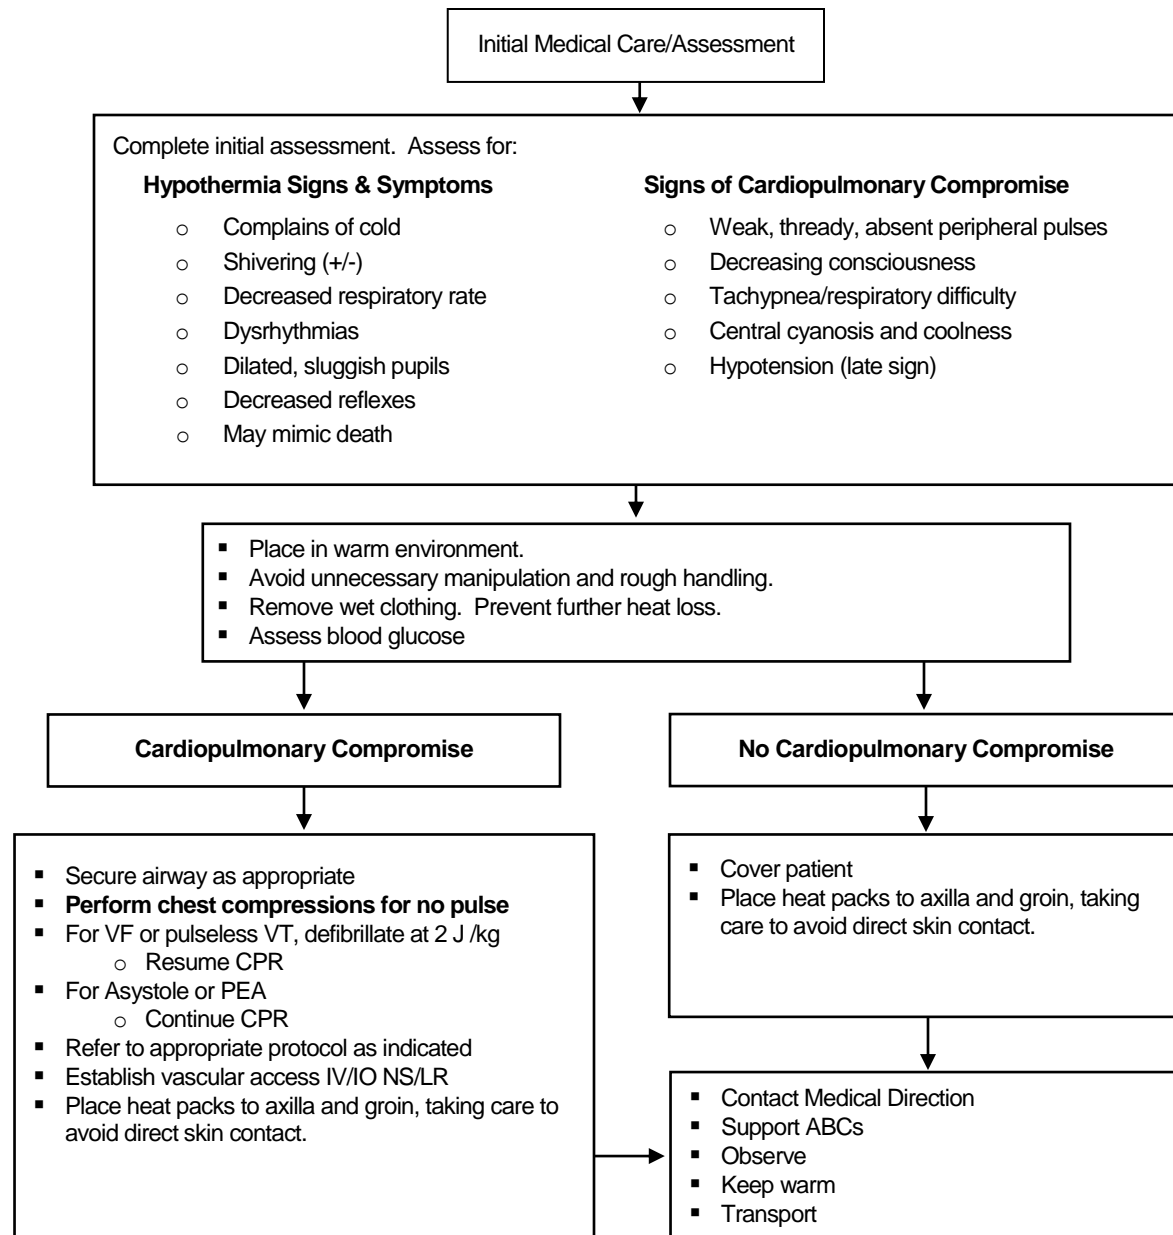 Initial Medical Care/Assessment
Complete initial assessment.  Assess for:
Hypothermia Signs & Symptoms
o Complains of cold
o Shivering (+/-)
o Decreased respiratory rate
o Dysrhythmias
o Dilated, sluggish pupils
o Decreased reflexes
o May mimic death
Signs of Cardiopulmonary Compromise
o Weak, thready, absent peripheral pulses
o Decreasing consciousness
o Tachypnea/respiratory difficulty
o Central cyanosis and coolness
o Hypotension (late sign)
▪ Place in warm environment.
▪ Avoid unnecessary manipulation and rough handling.
▪ Remove wet clothing.  Prevent further heat loss.
▪ Assess blood glucose
Cardiopulmonary Compromise
▪ Secure airway as appropriate
▪ Perform chest compressions for no pulse
▪ For VF or pulseless VT, defibrillate at 2 J /kg
o Resume CPR
▪ For Asystole or PEA
o Continue CPR
▪ Refer to appropriate protocol as indicated
▪ Establish vascular access IV/IO NS/LR
▪ Place heat packs to axilla and groin, taking care to
avoid direct skin contact.
No Cardiopulmonary Compromise
▪ Cover patient
▪ Place heat packs to axilla and groin, taking
care to avoid direct skin contact.
▪ Contact Medical Direction
▪ Support ABCs
▪ Observe
▪ Keep warm
▪ Transport